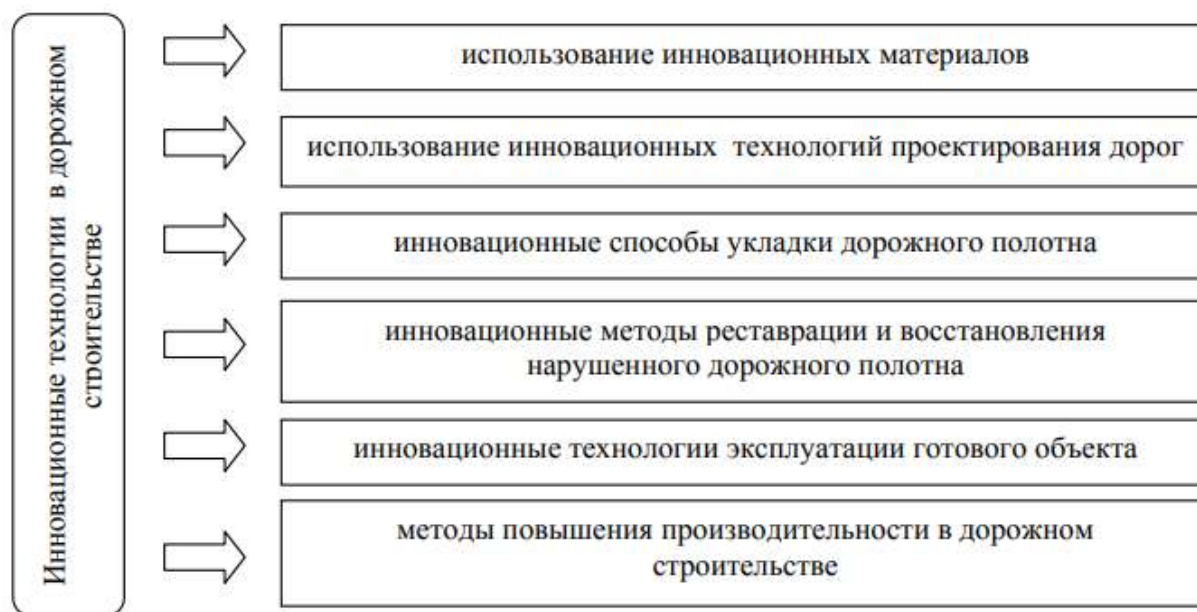 Инновационные технологии в дорожном
строительстве
использование инновационных материалов
использование инновационных технологий проектирования дорог
инновационные способы укладки дорожного полотна
инновационные методы реставрации и восстановления
нарушенного дорожного полотна
инновационные технологии эксплуатации готового объекта
методы повышения производительности в дорожном
строительстве